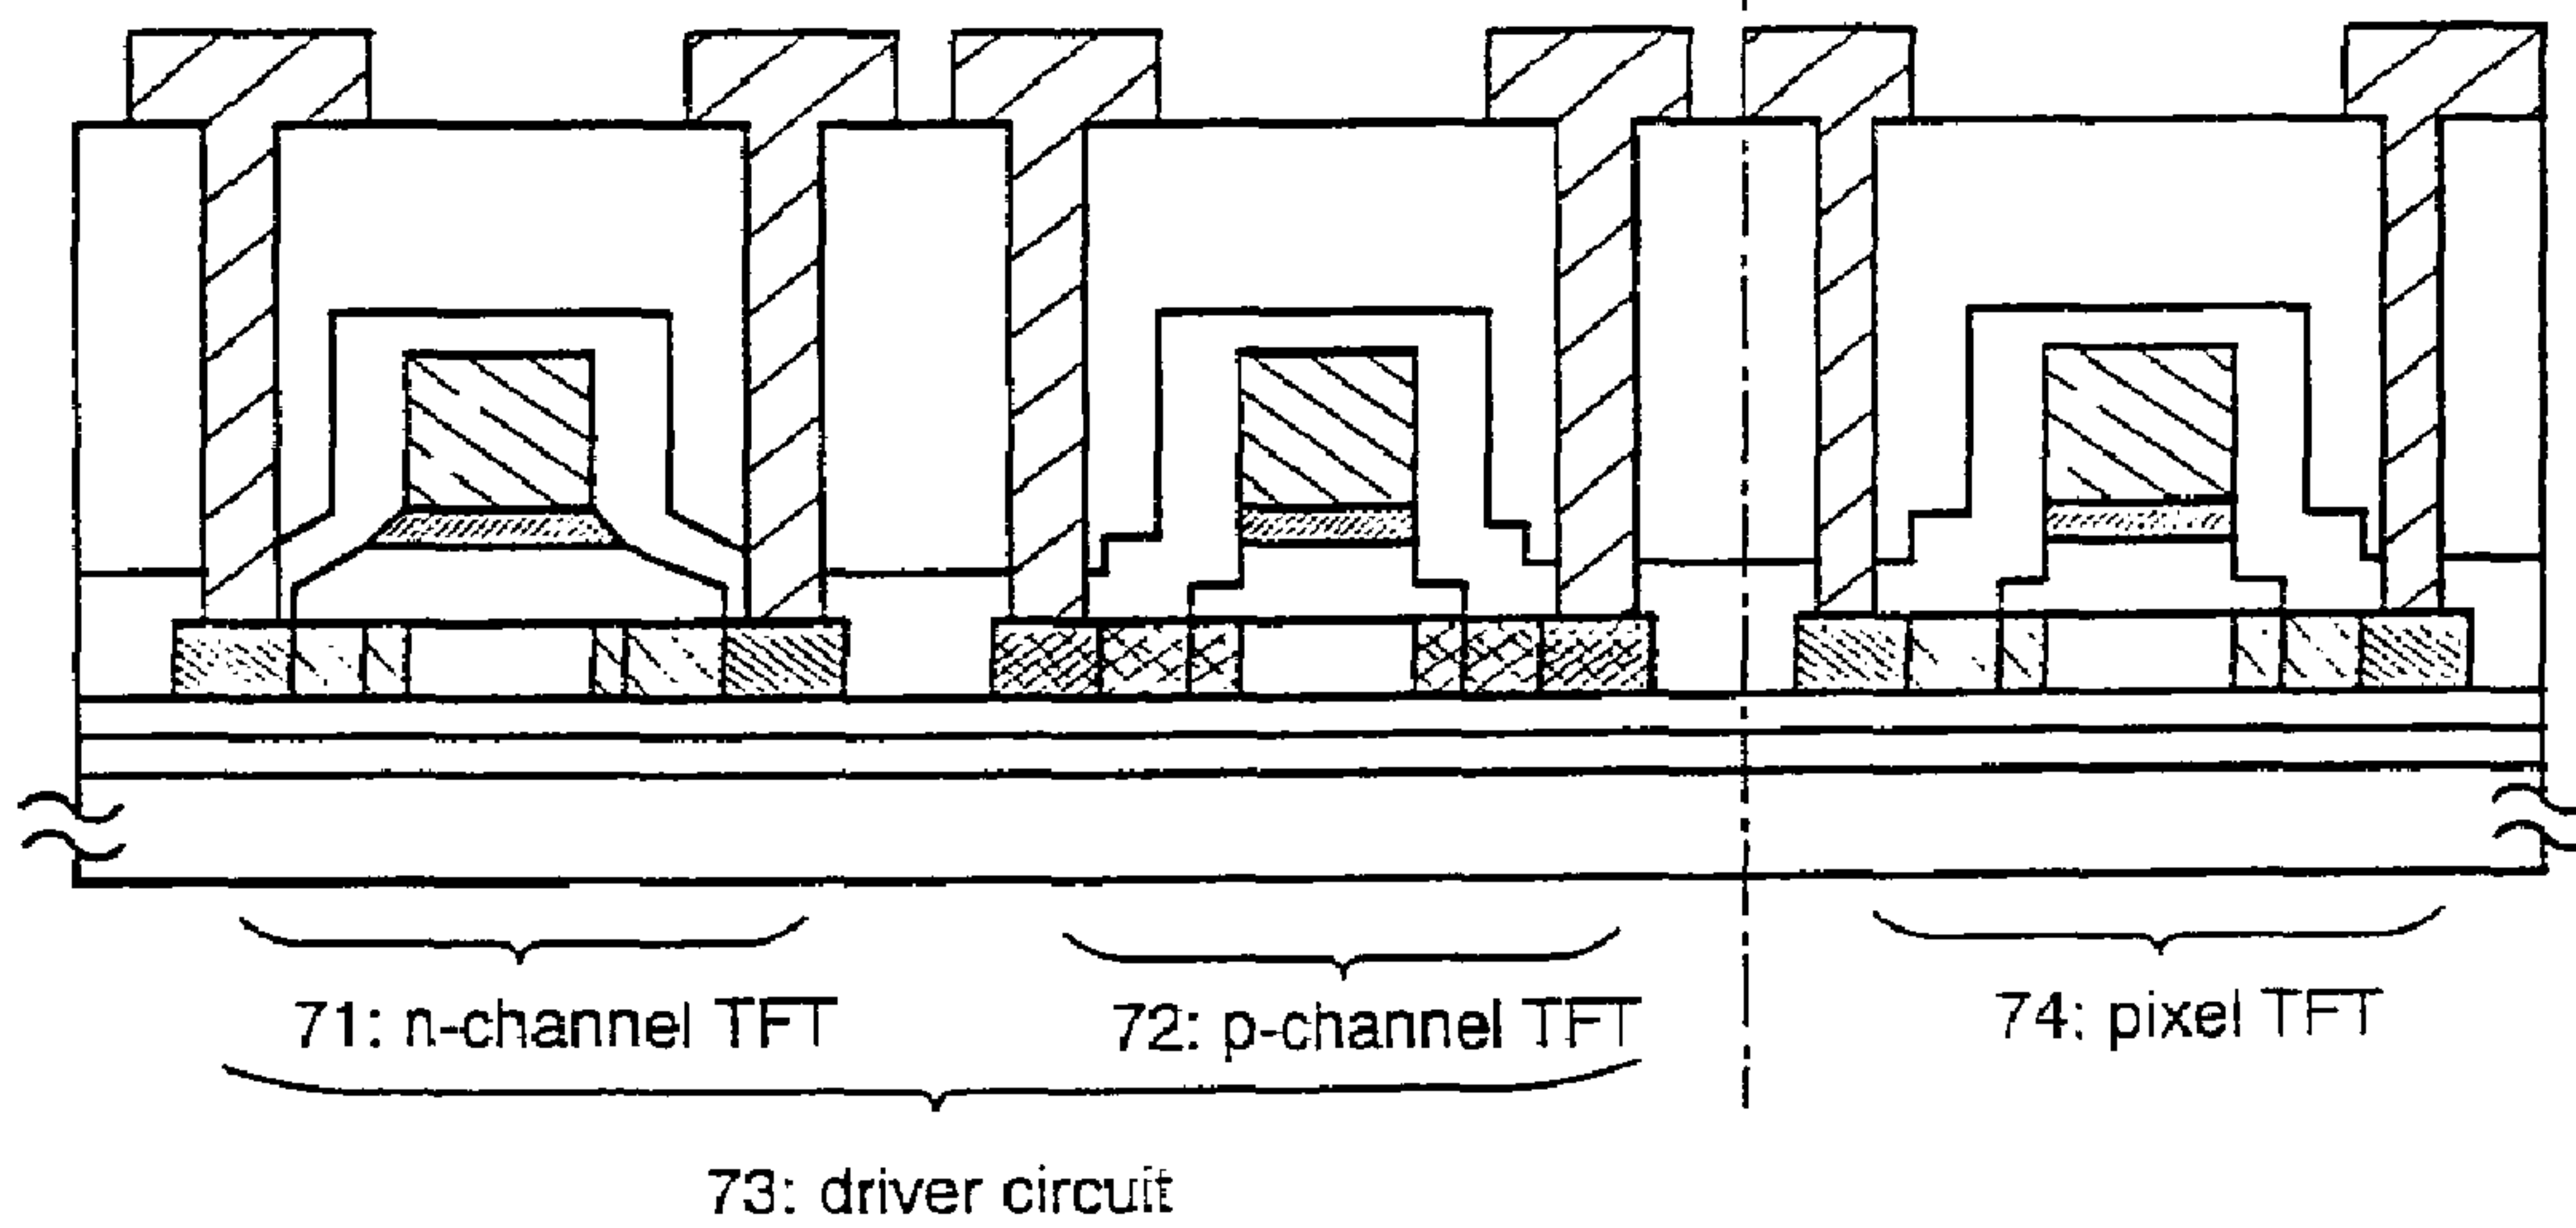 71: n-channel TFT
72: p-channel TFT
74: pixel TFT
73: driver circuit